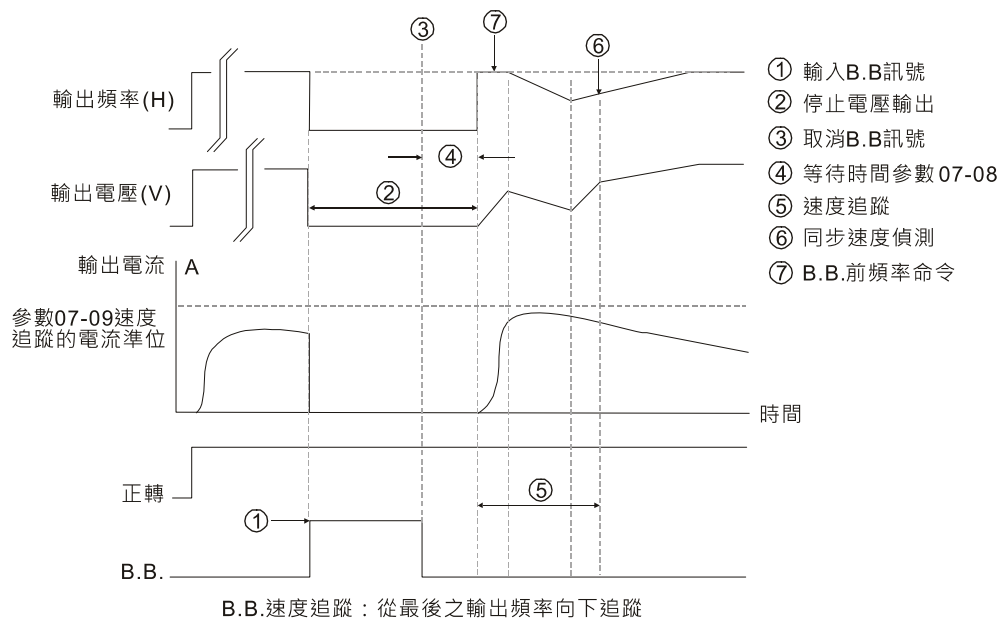 ③
⑦
⑥
輸出頻率(H)
④
輸出電壓(V)
②
輸出電流
A
參數07-09速度
追蹤的電流準位
時間
正轉
⑤
①
B.B.
① 輸入B.B訊號
② 停止電壓輸出
③ 取消B.B訊號
④ 等待時間參數 07-08
⑤ 速度追蹤
⑥ 同步速度偵測
⑦ B.B.前頻率命令
B.B.速度追蹤：從最後之輸出頻率向下追蹤